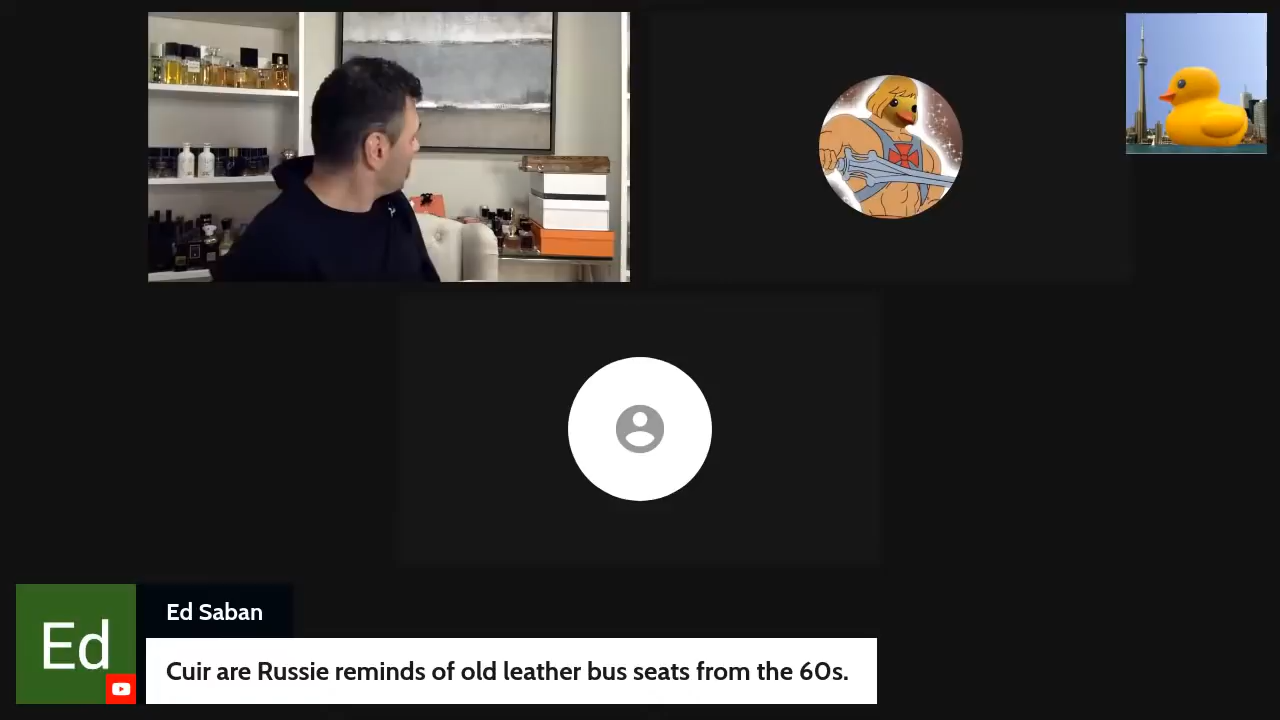 Ed
Ed Saban
Cuir are Russie reminds of old leather bus seats from the 60s.